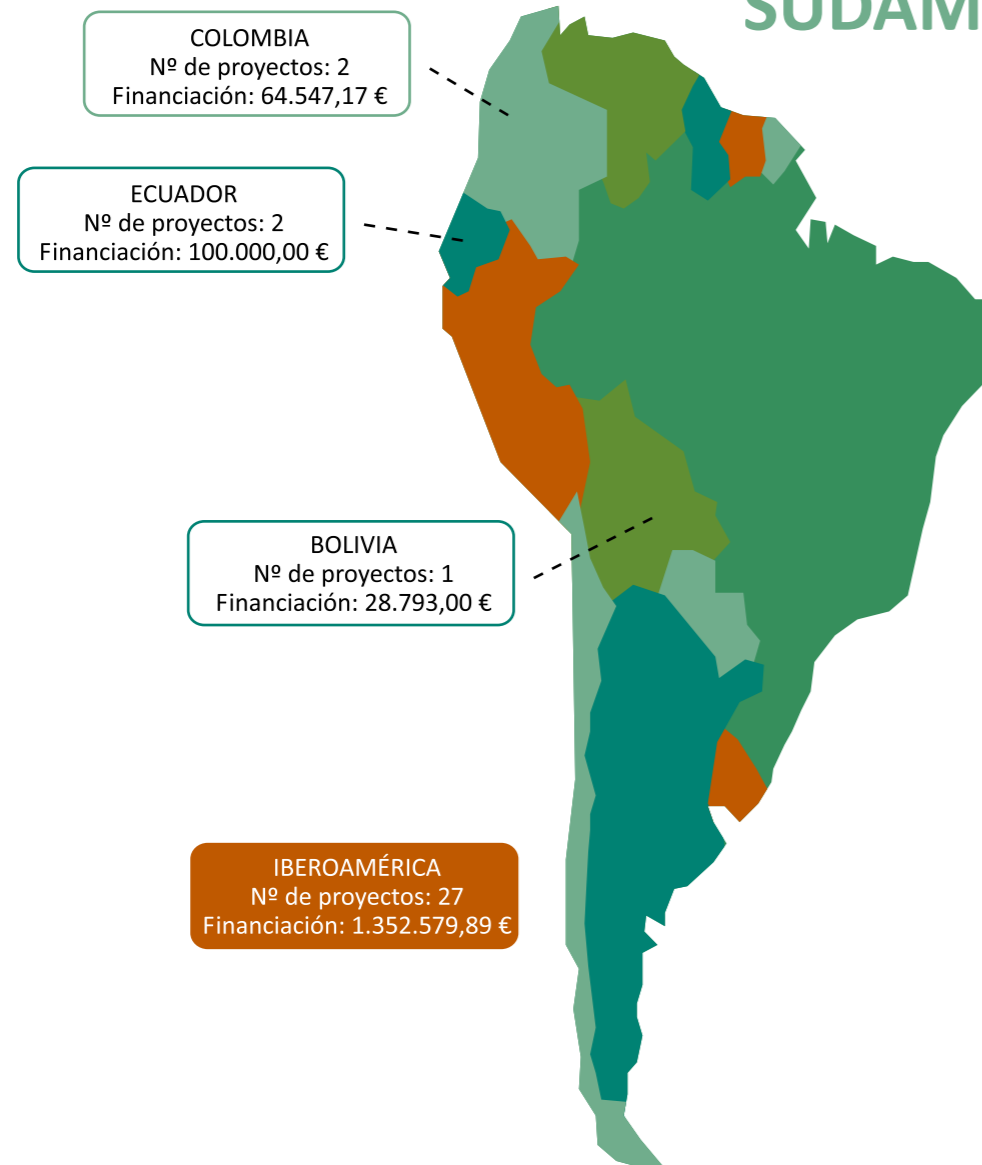 SUDAM
COLOMBIA
Nº de proyectos: 2
Financiación: 64.547,17 €
ECUADOR
Nº de proyectos: 2
Financiación: 100.000,00 €
BOLIVIA
Nº de proyectos: 1
Financiación: 28.793,00 €
IBEROAMÉRICA
Nº de proyectos: 27
Financiación: 1.352.579,89 €